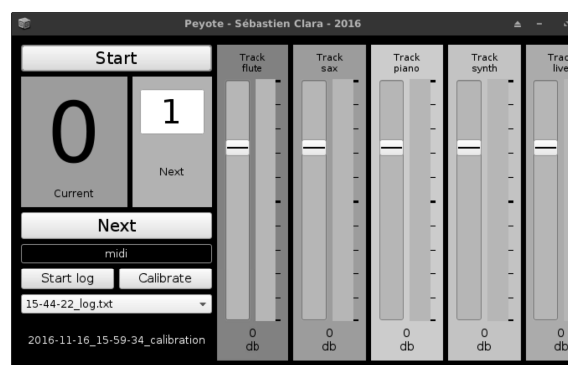 Peyote - Sébastien Clara - 2016
Start
0
Current
1
Next
Next
midi
Start log
Calibrate
15-44-22_log.txt
2016-11-16_15-59-34_calibration
Track
flute
0
db
Track
sax
0
db
Track
piano
0
db
Track
synth
0
db
live
0
db